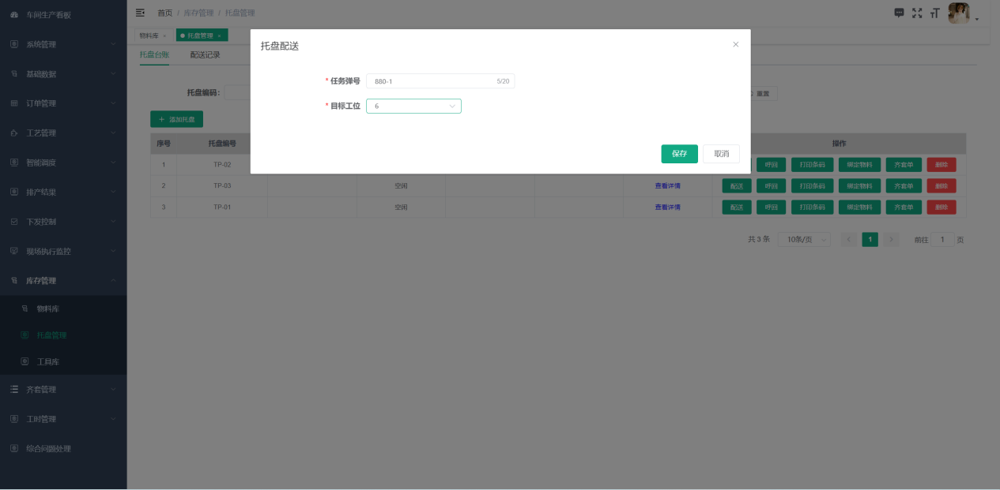 车间生产看板
系统管理
基础数据
订单管理
工艺管理
智能调度
排产结果
下发控制
现场执行监控
库存管理
物料库
托盘管理
工具库
齐套管理
工时管理
综合问题处理
首页 / 库存管理 / 托盘管理
物料库 × ● 托盘管理 ×
托盘台账 配送记录
托盘编码:
重置
+ 添加托盘
托盘配送
* 任务弹号 880-1 5/20
* 目标工位 6
保存 取消
序号 托盘编号 操作
1 TP-02 呼回 打印条码 绑定物料 齐套单 删除
2 TP-03 空闲 查看详情 配送 呼回 打印条码 绑定物料 齐套单 删除
3 TP-01 空闲 查看详情 配送 呼回 打印条码 绑定物料 齐套单 删除
共 3 条 10条/页 < 1 > 前往 1 页